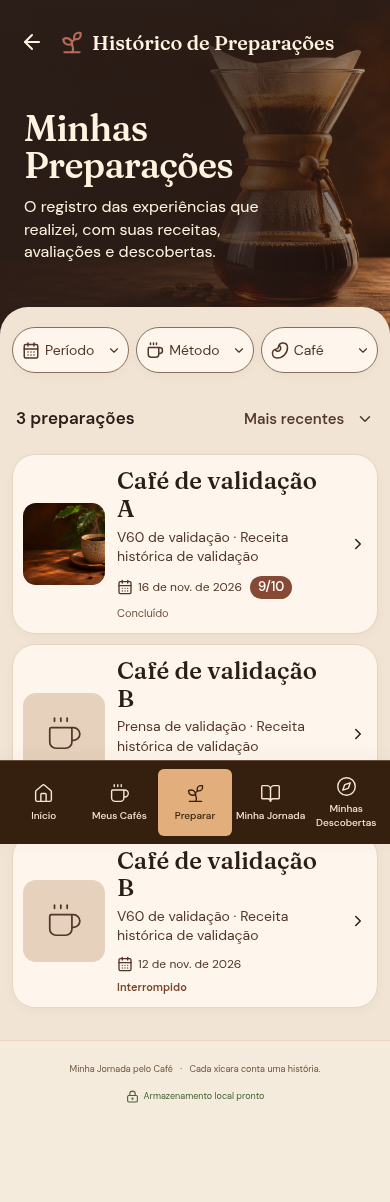 Histórico de Preparações
Minhas
Preparações
O registro das experiências que
realizei, com suas receitas,
avaliações e descobertas.
Período
Método
Café
3 preparações
Mais recentes
Café de validação
A
V60 de validação · Receita
histórica de validação
16 de nov. de 2026
9/10
Concluído
Café de validação
B
Prensa de validação · Receita
histórica de validação
Início
Meus Cafés
Preparar
Minha Jornada
Minhas
Descobertas
Café de validação
B
V60 de validação · Receita
histórica de validação
12 de nov. de 2026
Interrompido
Minha Jornada pelo Café · Cada xícara conta uma história.
Armazenamento local pronto